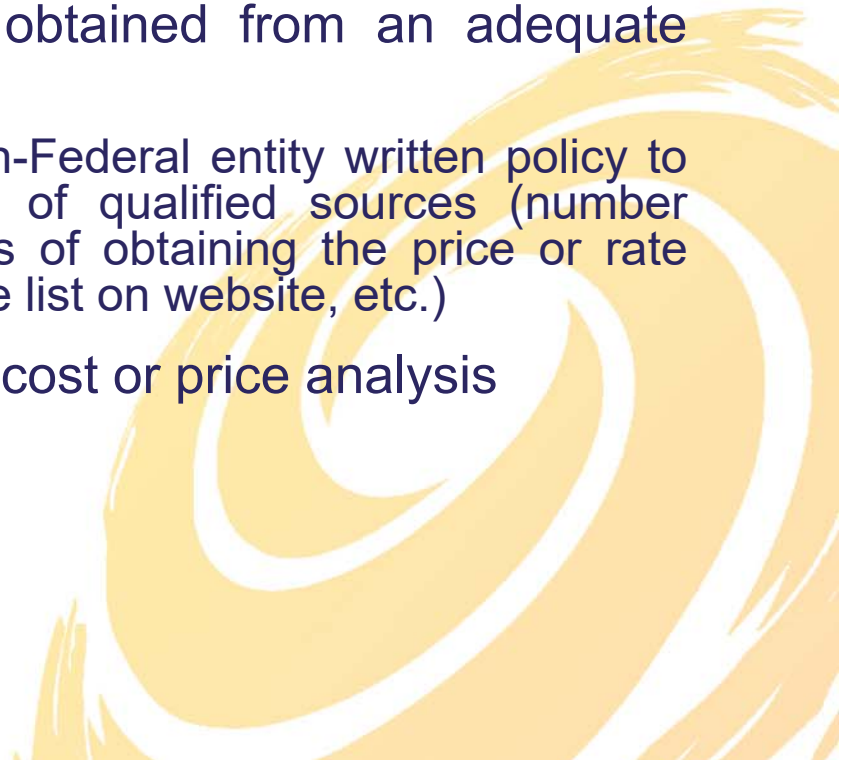 obtained from an adequate
n-Federal entity written policy to
of qualified sources (number
s of obtaining the price or rate
e list on website, etc.)
cost or price analysis